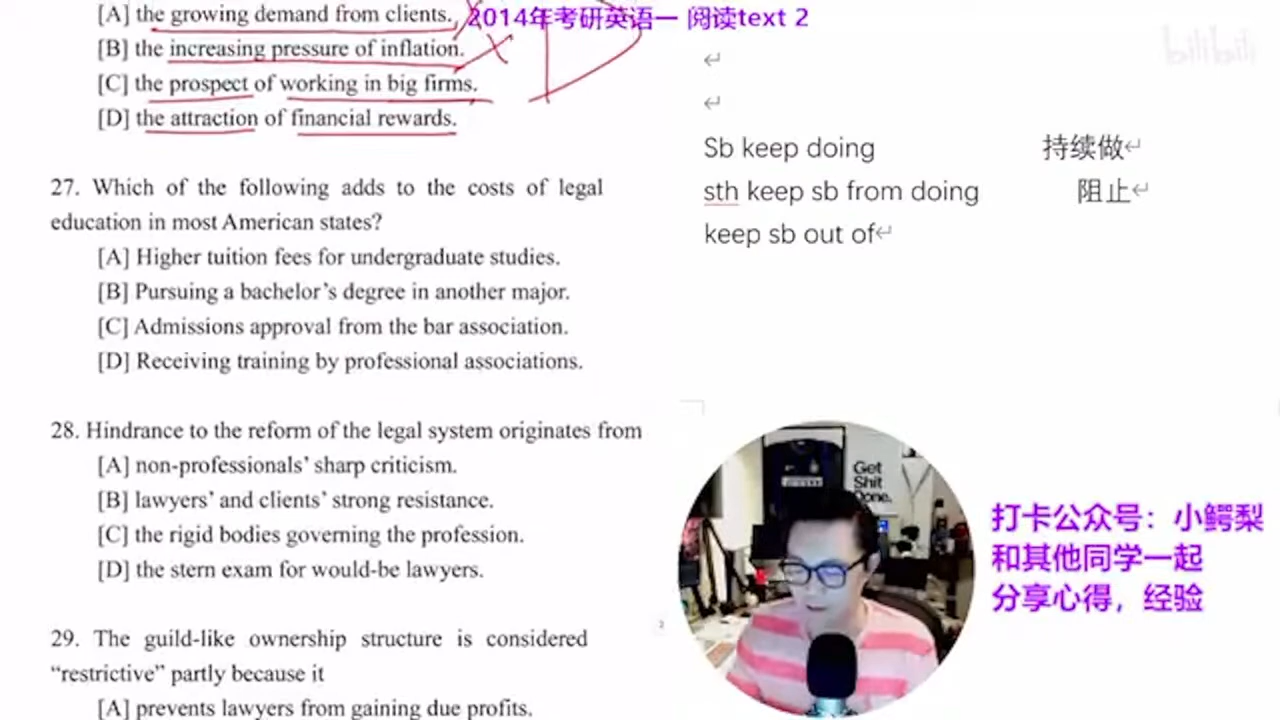 [A] the growing demand from clients.
2014年考研英语一 阅读text 2
[B] the increasing pressure of inflation.
[C] the prospect of working in big firms.
[D] the attraction of financial rewards.
27. Which of the following adds to the costs of legal
education in most American states?
[A] Higher tuition fees for undergraduate studies.
[B] Pursuing a bachelor's degree in another major.
[C] Admissions approval from the bar association.
[D] Receiving training by professional associations.
28. Hindrance to the reform of the legal system originates from
[A] non-professionals' sharp criticism.
[B] lawyers' and clients' strong resistance.
[C] the rigid bodies governing the profession.
[D] the stern exam for would-be lawyers.
29. The guild-like ownership structure is considered
“restrictive” partly because it
[A] prevents lawyers from gaining due profits.
bilibili
Sb keep doing 持续做
sth keep sb from doing 阻止
keep sb out of
Get
Shit
Done.
打卡公众号：小鳄梨
和其他同学一起
分享心得，经验